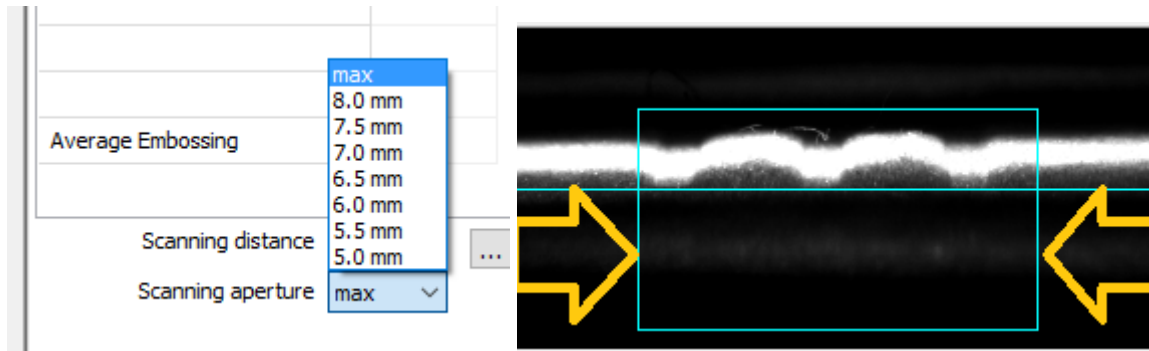 max
8.0 mm
7.5 mm
Average Embossing
7.0 mm
6.5 mm
6.0 mm
5.5 mm
Scanning distance
5.0 mm
...
Scanning aperture
max